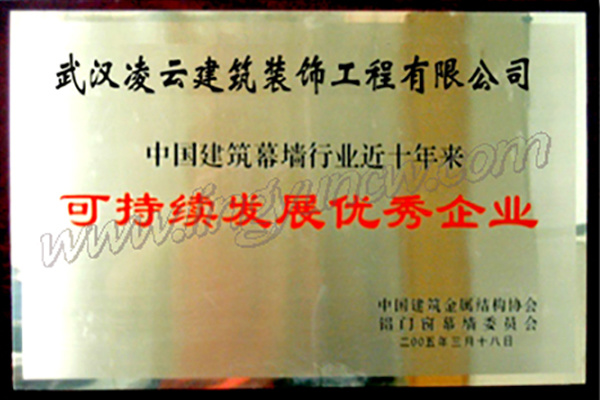 武汉凌云建筑装饰工程有限公司
中国建筑幕墙行业近十年来
www.lingyuncw.com
可持续发展优秀企业
中国建筑金属结构协会
铝门窗幕墙委员会
二00五年三月十八日